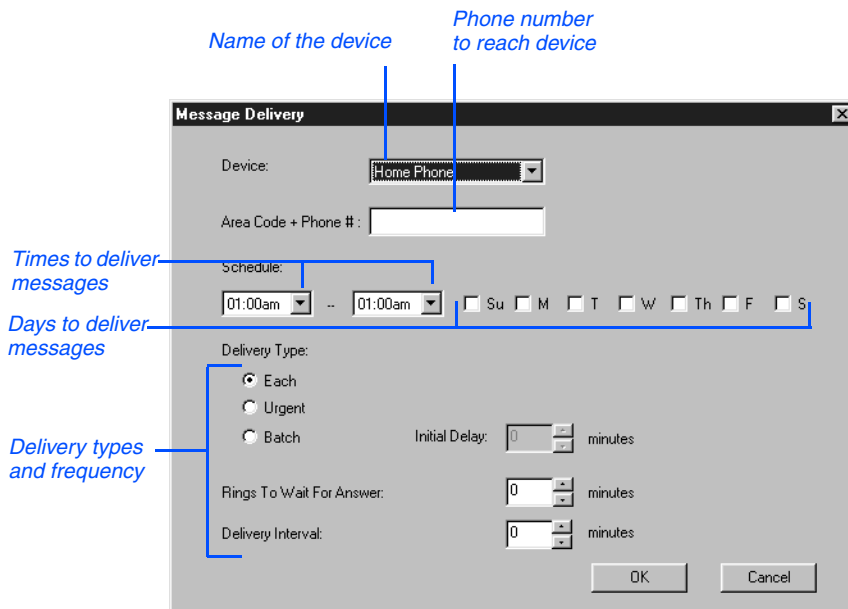 Name of the device
Phone number
to reach device
Message Delivery
Device:
Home Phone
Area Code + Phone # :
Times to deliver
messages
Schedule:
01:00am -- 01:00am Su M T W Th F S
Days to deliver
messages
Delivery Type:
Each
Urgent
Batch Initial Delay: 0 minutes
Delivery types
and frequency
Rings To Wait For Answer: 0 minutes
Delivery Interval: 0 minutes
OK Cancel